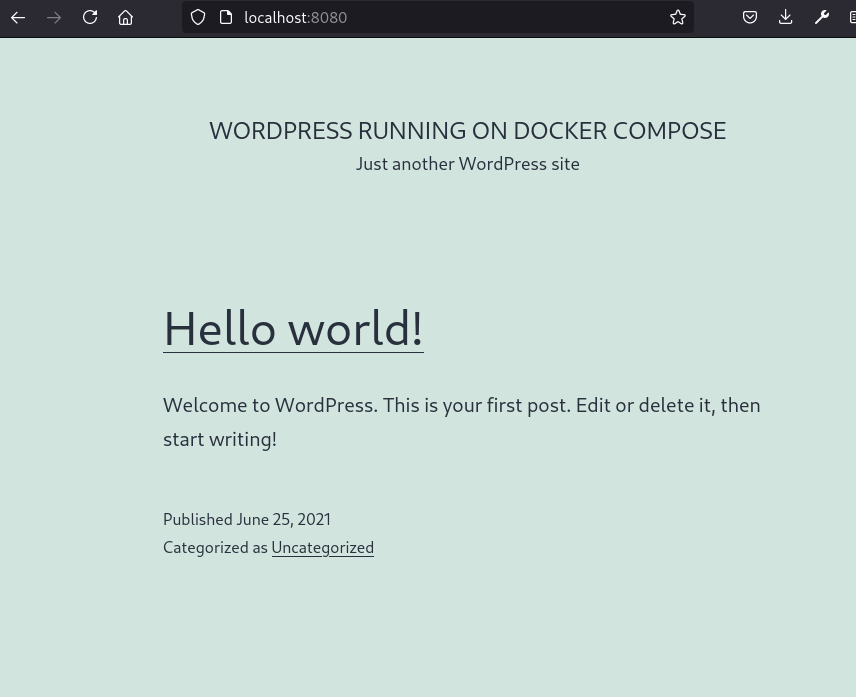 localhost:8080
WORDPRESS RUNNING ON DOCKER COMPOSE
Just another WordPress site
Hello world!
Welcome to WordPress. This is your first post. Edit or delete it, then
start writing!
Published June 25, 2021
Categorized as Uncategorized